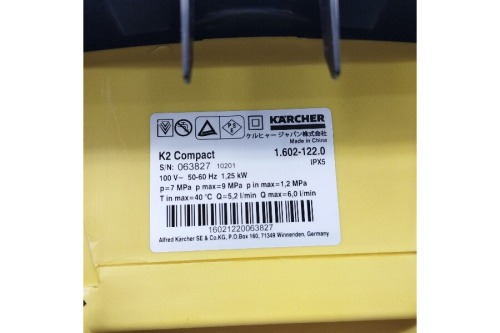 KÄRCHER
ケルヒャー ジャパン株式会社
Made in China
K2 Compact 1.602-122.0
S/N: 063827 10201 IPX5
100 V~ 50-60 Hz 1,25 kW
p=7 MPa p max=9 MPa p in max=1,2 MPa
T in max=40 °C Q=5,2 l/min Q max=6,0 l/min
16021220063827
Alfred Kärcher SE & Co.KG, P.O.Box 160, 71349 Winnenden, Germany